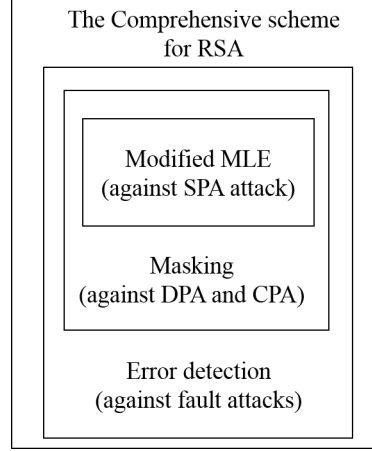 The Comprehensive scheme
for RSA
Modified MLE
(against SPA attack)
Masking
(against DPA and CPA)
Error detection
(against fault attacks)